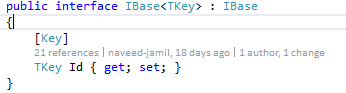 public interface IBase<TKey> : IBase
{
[Key]
21 references | naveed-jamil, 18 days ago | 1 author, 1 change
TKey Id { get; set; }
}